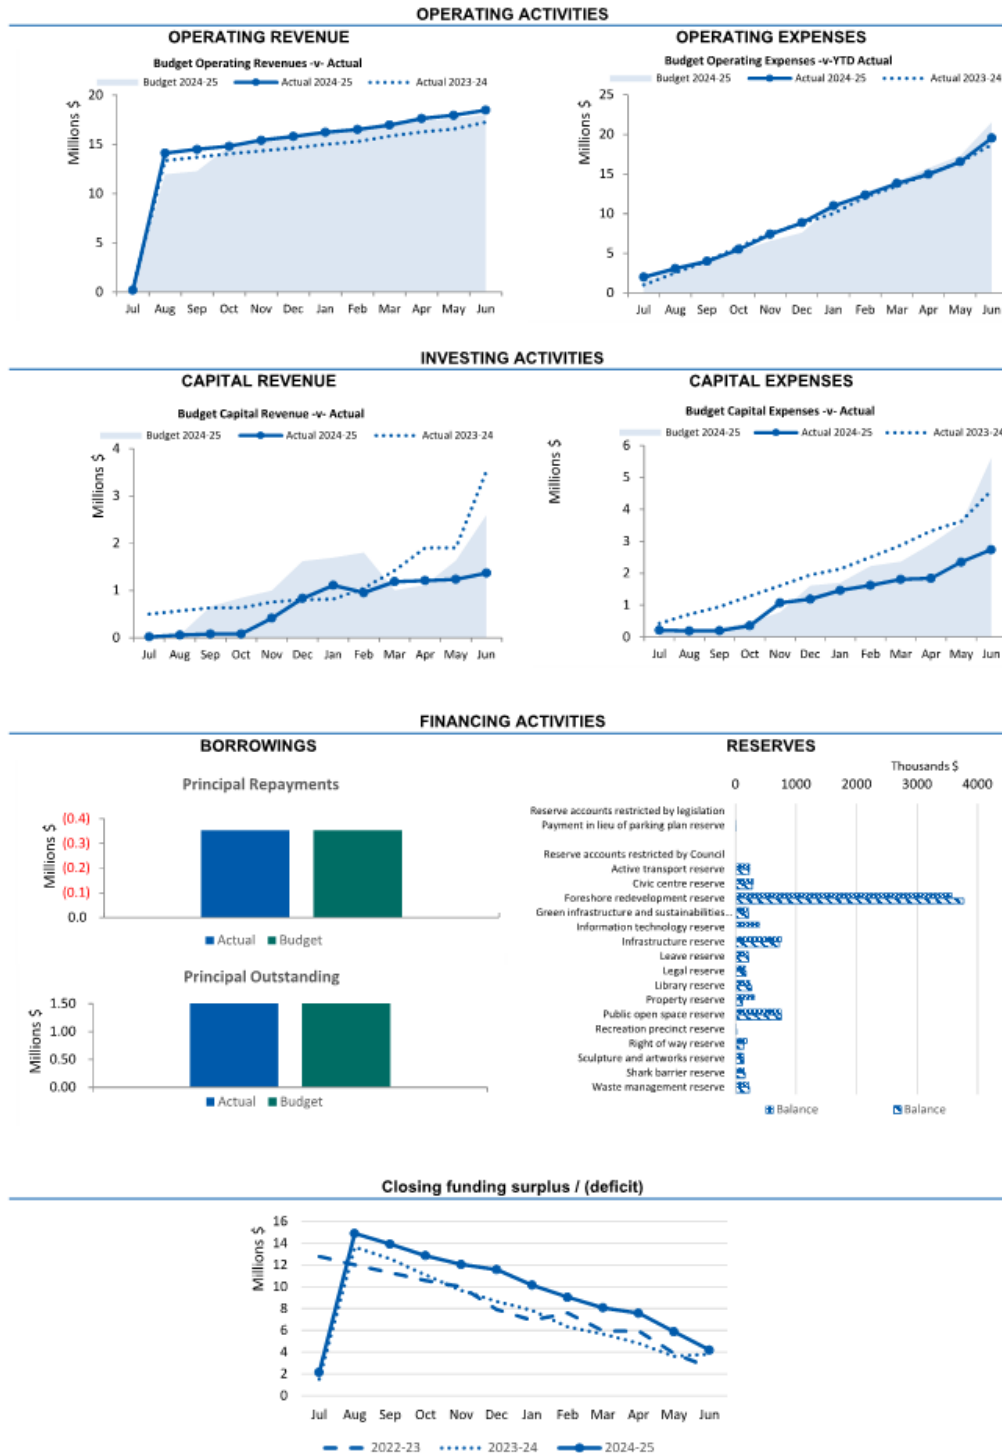 OPERATING ACTIVITIES
OPERATING REVENUE
Budget Operating Revenues -v- Actual
Budget 2024-25 Actual 2024-25 Actual 2023-24
Millions $
20
15
10
5
0
Jul Aug Sep Oct Nov Dec Jan Feb Mar Apr May Jun
OPERATING EXPENSES
Budget Operating Expenses -v-YTD Actual
Budget 2024-25 Actual 2024-25 Actual 2023-24
Millions $
25
20
15
10
5
0
Jul Aug Sep Oct Nov Dec Jan Feb Mar Apr May Jun
INVESTING ACTIVITIES
CAPITAL REVENUE
Budget Capital Revenue -v- Actual
Budget 2024-25 Actual 2024-25 Actual 2023-24
Millions $
4
3
2
1
0
Jul Aug Sep Oct Nov Dec Jan Feb Mar Apr May Jun
CAPITAL EXPENSES
Budget Capital Expenses -v- Actual
Budget 2024-25 Actual 2024-25 Actual 2023-24
Millions $
6
5
4
3
2
1
0
Jul Aug Sep Oct Nov Dec Jan Feb Mar Apr May Jun
FINANCING ACTIVITIES
BORROWINGS
Principal Repayments
Millions $
(0.4)
(0.3)
(0.2)
(0.1)
0.0
Actual Budget
Principal Outstanding
Millions $
1.50
1.00
0.50
0.00
Actual Budget
RESERVES
Thousands $
0 1000 2000 3000 4000
Reserve accounts restricted by legislation
Payment in lieu of parking plan reserve
Reserve accounts restricted by Council
Active transport reserve
Civic centre reserve
Foreshore redevelopment reserve
Green infrastructure and sustainabilities...
Information technology reserve
Infrastructure reserve
Leave reserve
Legal reserve
Library reserve
Property reserve
Public open space reserve
Recreation precinct reserve
Right of way reserve
Sculpture and artworks reserve
Shark barrier reserve
Waste management reserve
Balance Balance
Closing funding surplus / (deficit)
Millions $
16
14
12
10
8
6
4
2
0
Jul Aug Sep Oct Nov Dec Jan Feb Mar Apr May Jun
2022-23 2023-24 2024-25